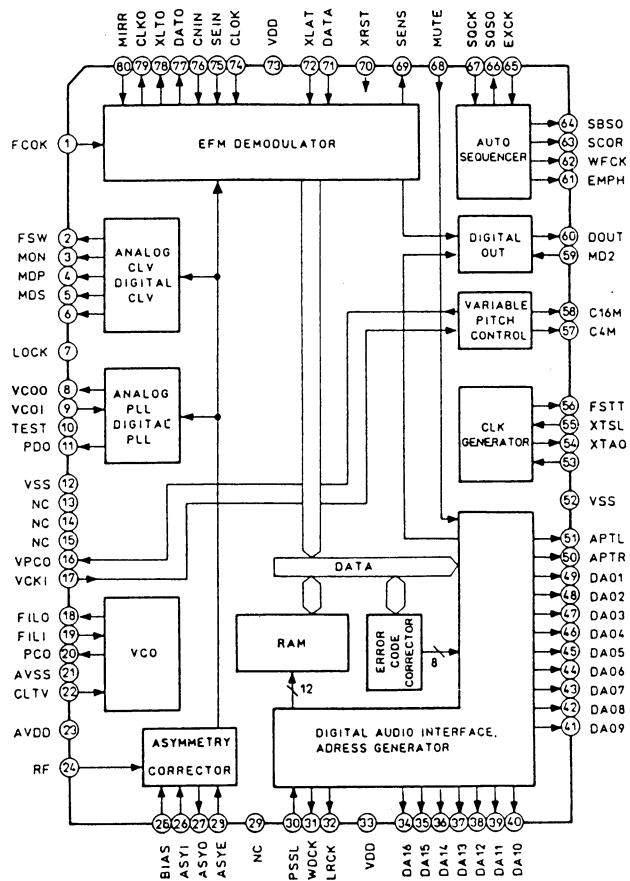 MIRR
CLKO
XLTO
DATO
CNIN
SEIN
CLOK
VDD
XLAT
DATA
XRST
SENS
MUTE
SQCK
SQSO
EXCK
80
79
78
77
76
75
74
73
72
71
70
69
68
67
66
65
FCOK
1
EFM DEMODULATOR
AUTO
SEQUENCER
64
SBSO
63
SCOR
62
WFCK
61
EMPH
FSW
2
MON
3
MDP
4
MDS
5
6
ANALOG
CLV
DIGITAL
CLV
DIGITAL
OUT
60
DOUT
59
MD2
VARIABLE
PITCH
CONTROL
58
C16M
57
C4M
LOCK
7
VCOO
8
VCOI
9
TEST
10
PDO
11
ANALOG
PLL
DIGITAL
PLL
CLK
GENERATOR
56
FSTT
55
XTSL
54
XTAO
53
VSS
12
NC
13
NC
14
NC
15
VPCO
16
VCKI
17
52
VSS
51
APTL
50
APTR
49
DA01
48
DA02
47
DA03
46
DA04
45
DA05
44
DA06
43
DA07
42
DA08
41
DA09
DATA
FILO
18
FILI
19
PCO
20
AVSS
21
CLTV
22
VCO
RAM
ERROR
CODE
CORRECTOR
8
12
AVDD
23
RF
24
ASYMMETRY
CORRECTOR
DIGITAL AUDIO INTERFACE,
ADRESS GENERATOR
26
27
29
30
31
32
33
34
35
36
37
38
39
40
BIAS
ASYI
ASYO
ASYE
NC
PSSL
WDCK
LRCK
VDD
DA16
DA15
DA14
DA13
DA12
DA11
DA10